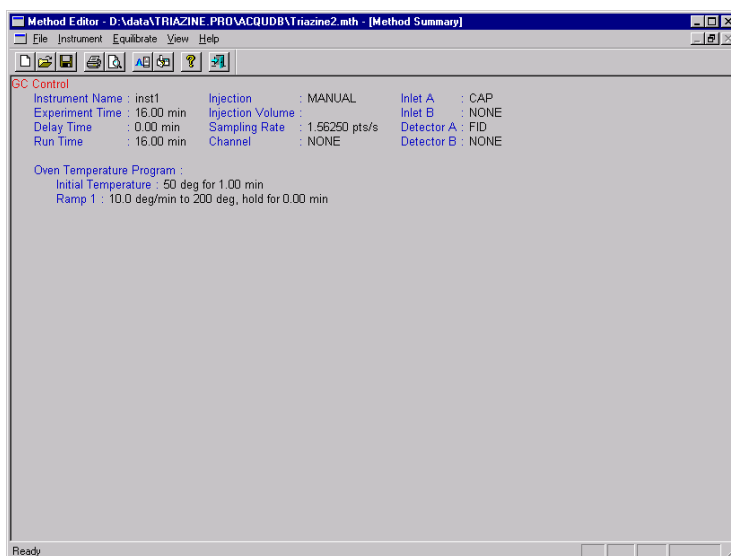 Method Editor - D:\data\TRIAZINE.PRO\ACQUDB\Triazine2.mth - [Method Summary]
File Instrument Equilibrate View Help
GC Control
Instrument Name : inst1 Injection : MANUAL Inlet A : CAP
Experiment Time : 16.00 min Injection Volume : Inlet B : NONE
Delay Time : 0.00 min Sampling Rate : 1.56250 pts/s Detector A : FID
Run Time : 16.00 min Channel : NONE Detector B : NONE
Oven Temperature Program :
Initial Temperature : 50 deg for 1.00 min
Ramp 1 : 10.0 deg/min to 200 deg, hold for 0.00 min
Ready